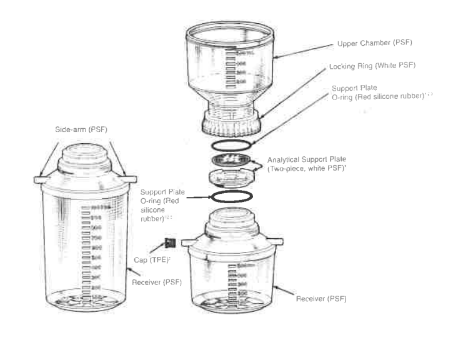 Upper Chamber (PSF)
Locking Ring (White PSF)
Support Plate
O-ring (Red silicone rubber)
Side-arm (PSF)
Analytical Support Plate
(Two-piece, white PSF)
Support Plate
O-ring (Red
silicone
rubber)
Cap (TPE)
Receiver (PSF)
Receiver (PSF)